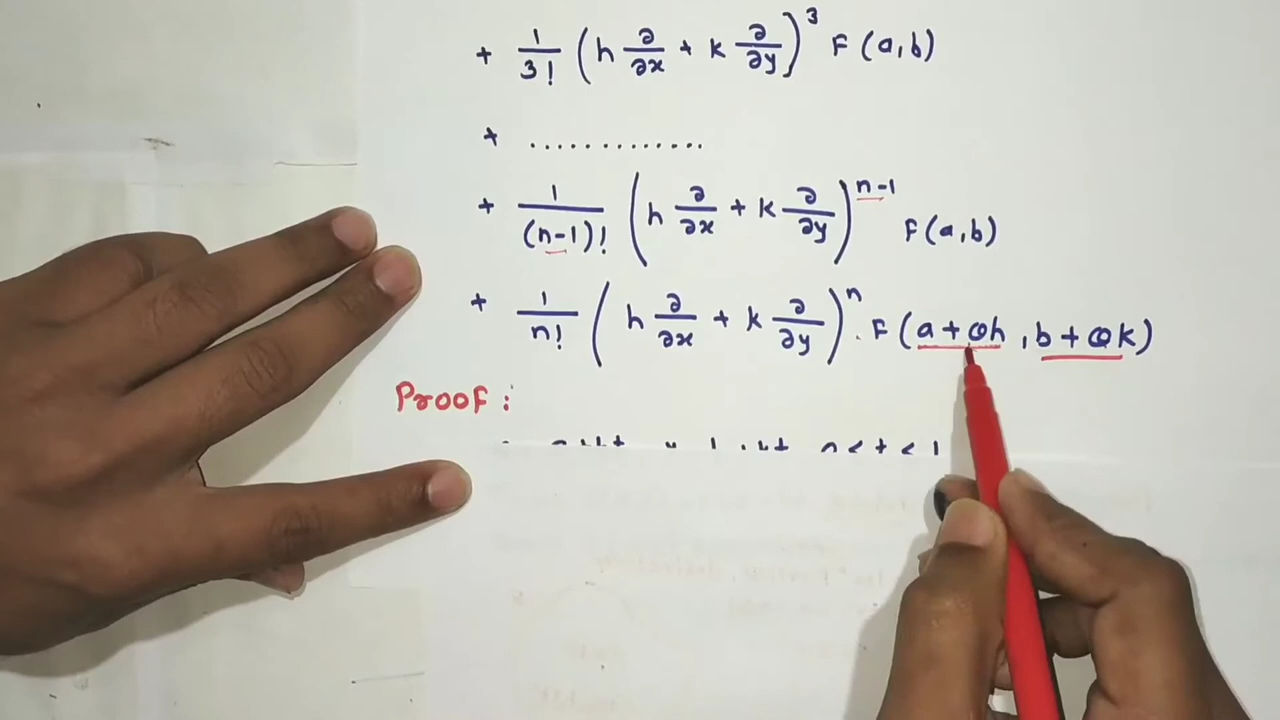 + 1/3! (h ∂/∂x + k ∂/∂y)³ F(a,b)
+ .............
+ 1/(n-1)! (h ∂/∂x + k ∂/∂y)ⁿ⁻¹ F(a,b)
+ 1/n! (h ∂/∂x + k ∂/∂y)ⁿ . F(a+θh, b+θk)
Proof: